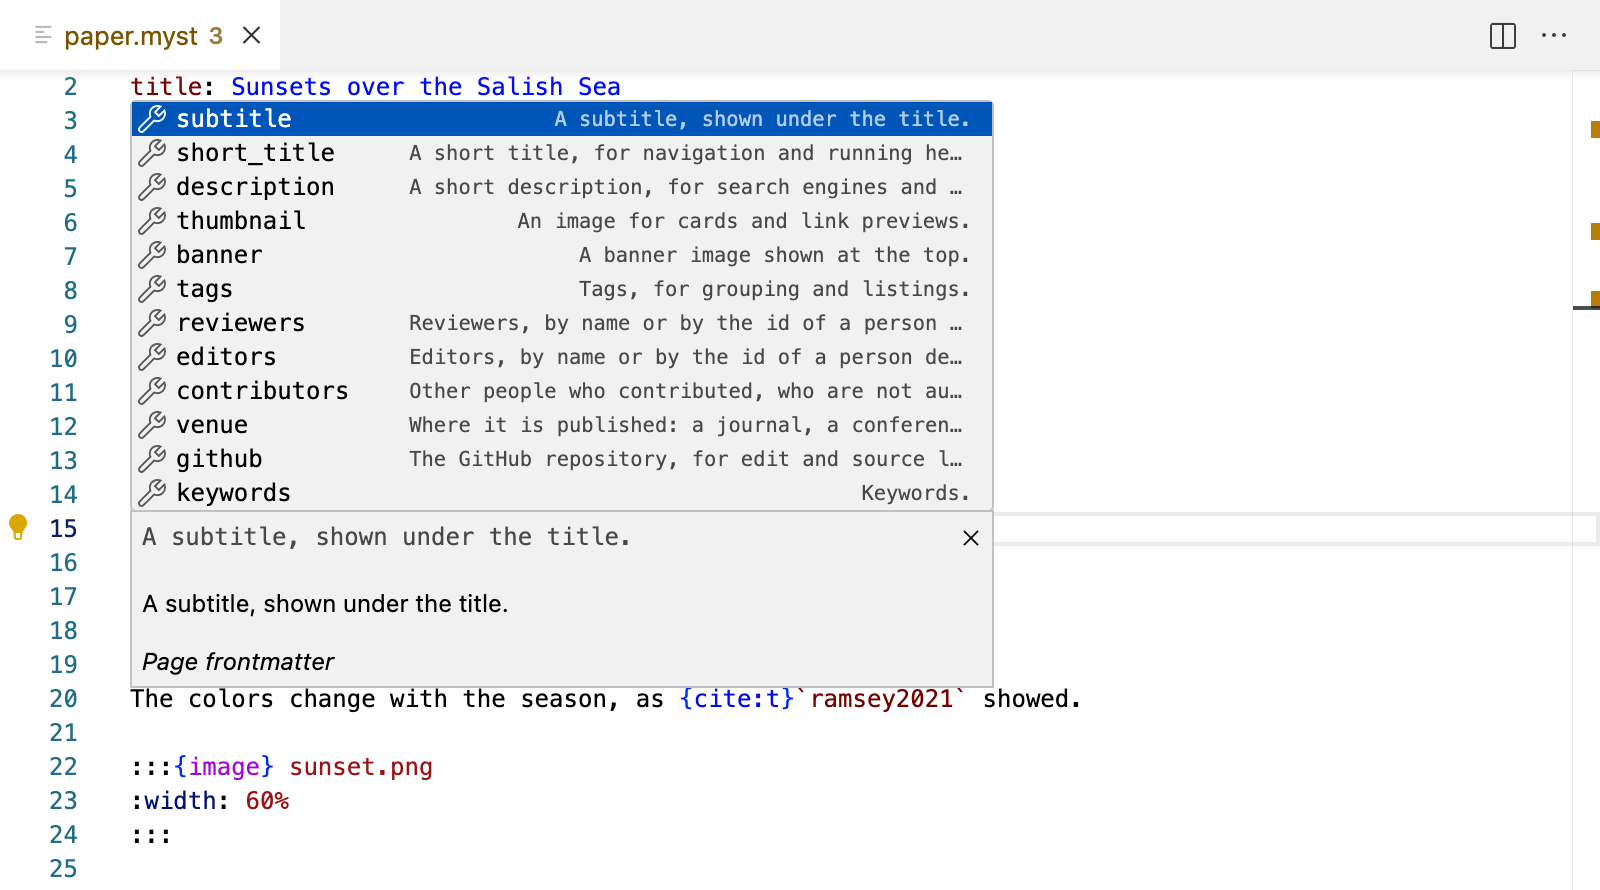 paper.myst 3
2 title: Sunsets over the Salish Sea
3 subtitle A subtitle, shown under the title.
4 short_title A short title, for navigation and running he…
5 description A short description, for search engines and …
6 thumbnail An image for cards and link previews.
7 banner A banner image shown at the top.
8 tags Tags, for grouping and listings.
9 reviewers Reviewers, by name or by the id of a person …
10 editors Editors, by name or by the id of a person de…
11 contributors Other people who contributed, who are not au…
12 venue Where it is published: a journal, a conferen…
13 github The GitHub repository, for edit and source l…
14 keywords Keywords.
15 A subtitle, shown under the title.
16
17 A subtitle, shown under the title.
18
19 Page frontmatter
20 The colors change with the season, as {cite:t}`ramsey2021` showed.
21
22 :::{image} sunset.png
23 :width: 60%
24 :::
25